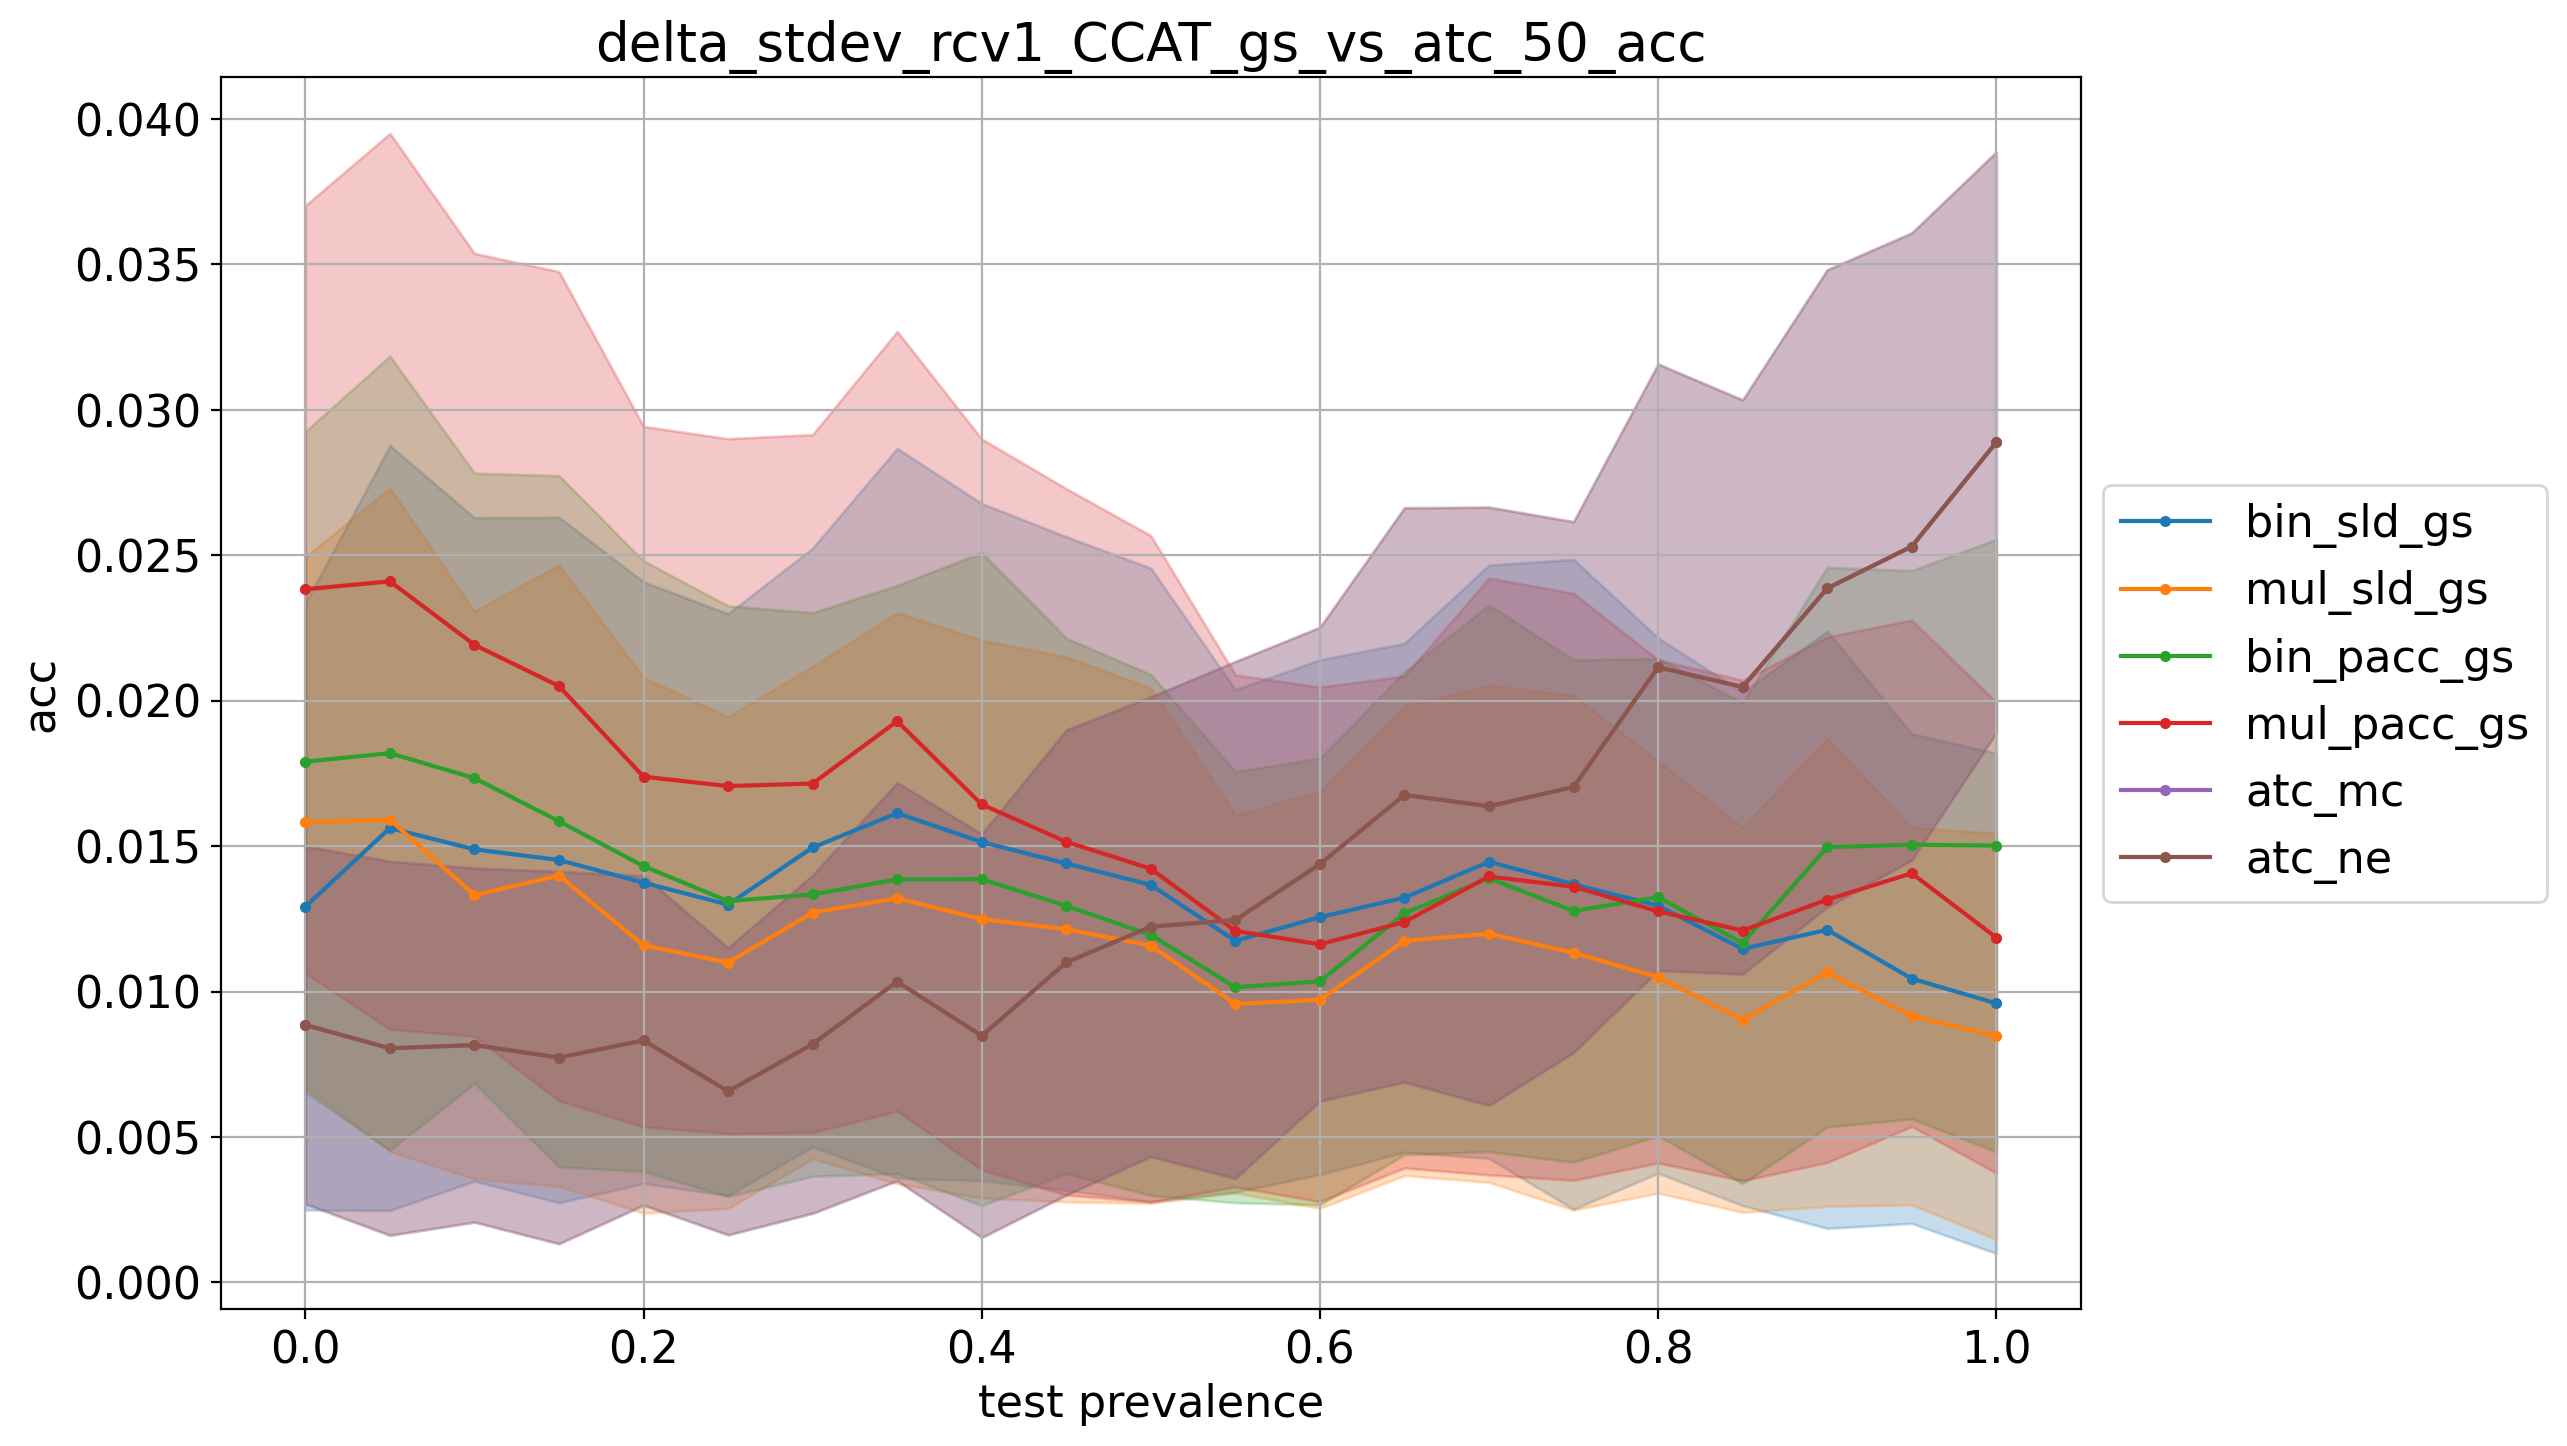 delta_stdev_rcv1_CCAT_gs_vs_atc_50_acc
0.040
0.035
0.030
0.025
0.020
0.015
0.010
0.005
0.000
acc
0.0 0.2 0.4 0.6 0.8 1.0
test prevalence
bin_sld_gs
mul_sld_gs
bin_pacc_gs
mul_pacc_gs
atc_mc
atc_ne